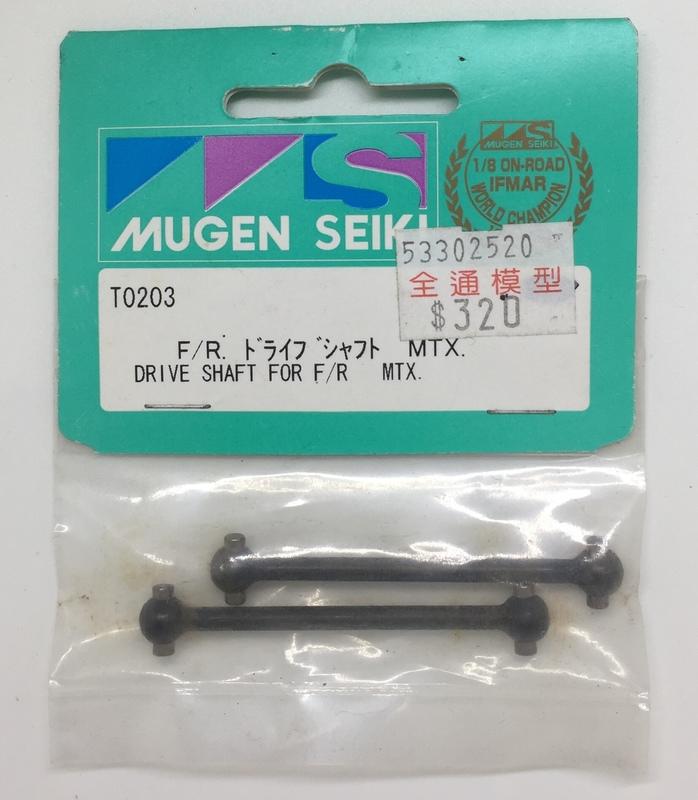 MUGEN SEIKI
MUGEN SEIKI
1/8 ON-ROAD
IFMAR
WORLD CHAMPION
53302520
全通模型
$320
T0203
F/R. ドライブシャフト MTX.
DRIVE SHAFT FOR F/R MTX.